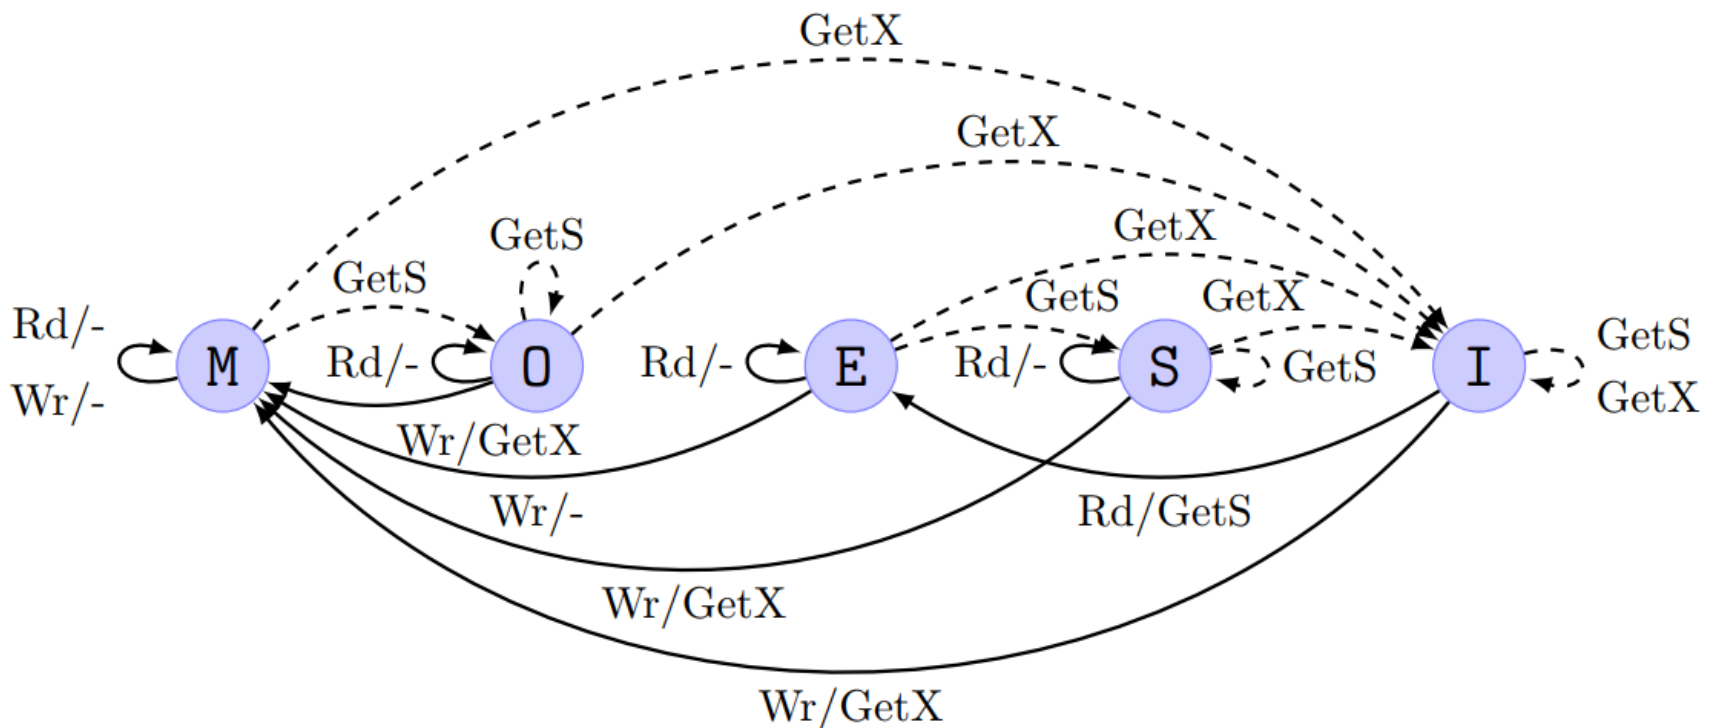 GetX
GetX
GetX
GetS
GetS
GetS
GetX
Rd/-
Wr/-
M
Rd/-
O
Rd/-
E
Rd/-
S
GetS
I
GetS
GetX
Wr/GetX
Wr/-
Rd/GetS
Wr/GetX
Wr/GetX